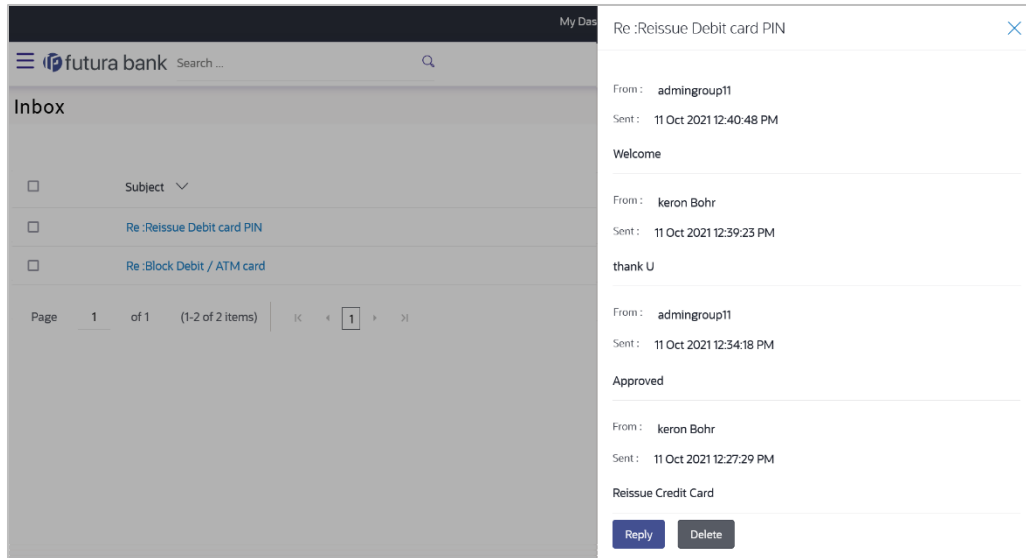 My Das
futura bank Search ...
Inbox
Subject
Re :Reissue Debit card PIN
Re :Block Debit / ATM card
Page 1 of 1 (1-2 of 2 items) 1
Re :Reissue Debit card PIN
From : admingroup11
Sent : 11 Oct 2021 12:40:48 PM
Welcome
From : keron Bohr
Sent : 11 Oct 2021 12:39:23 PM
thank U
From : admingroup11
Sent : 11 Oct 2021 12:34:18 PM
Approved
From : keron Bohr
Sent : 11 Oct 2021 12:27:29 PM
Reissue Credit Card
Reply Delete